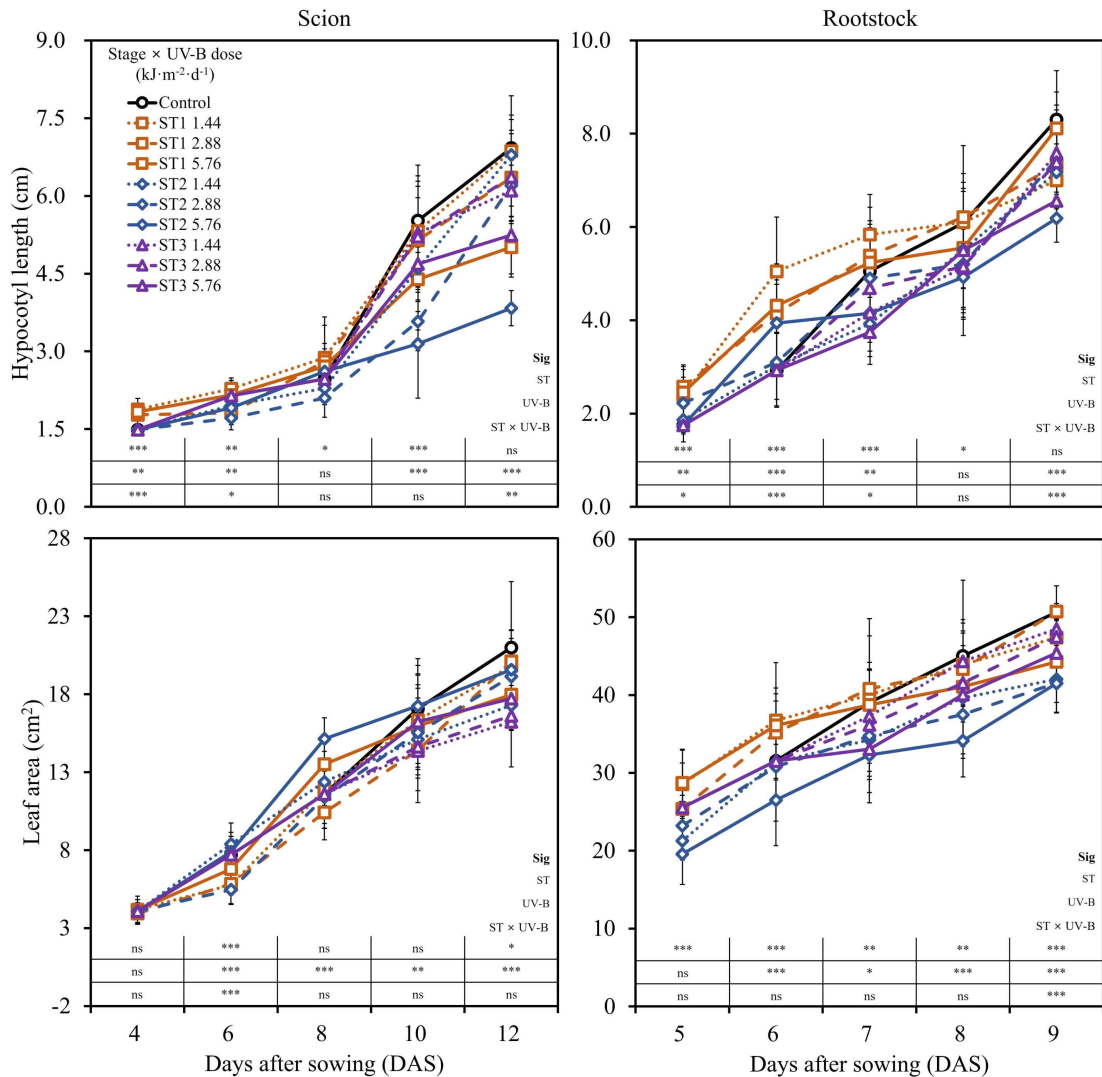 Scion
Rootstock
Hypocotyl length (cm)
9.0
7.5
6.0
4.5
3.0
1.5
0.0
Stage × UV-B dose
(kJ·m⁻²·d⁻¹)
Control
ST1 1.44
ST1 2.88
ST1 5.76
ST2 1.44
ST2 2.88
ST2 5.76
ST3 1.44
ST3 2.88
ST3 5.76
Sig
ST
UV-B
ST × UV-B
*** ** * *** ns
** ** ns *** ***
*** * ns ns **
10.0
8.0
6.0
4.0
2.0
0.0
Sig
ST
UV-B
ST × UV-B
*** *** *** * ns
** *** ** ns ***
* *** * ns ***
Leaf area (cm²)
28
23
18
13
8
3
-2
Sig
ST
UV-B
ST × UV-B
ns *** ns ns *
ns *** *** ** ***
ns *** ns ns ns
4 6 8 10 12
Days after sowing (DAS)
60
50
40
30
20
10
0
Sig
ST
UV-B
ST × UV-B
*** *** ** ** ***
ns *** * *** ***
ns ns ns ns ***
5 6 7 8 9
Days after sowing (DAS)